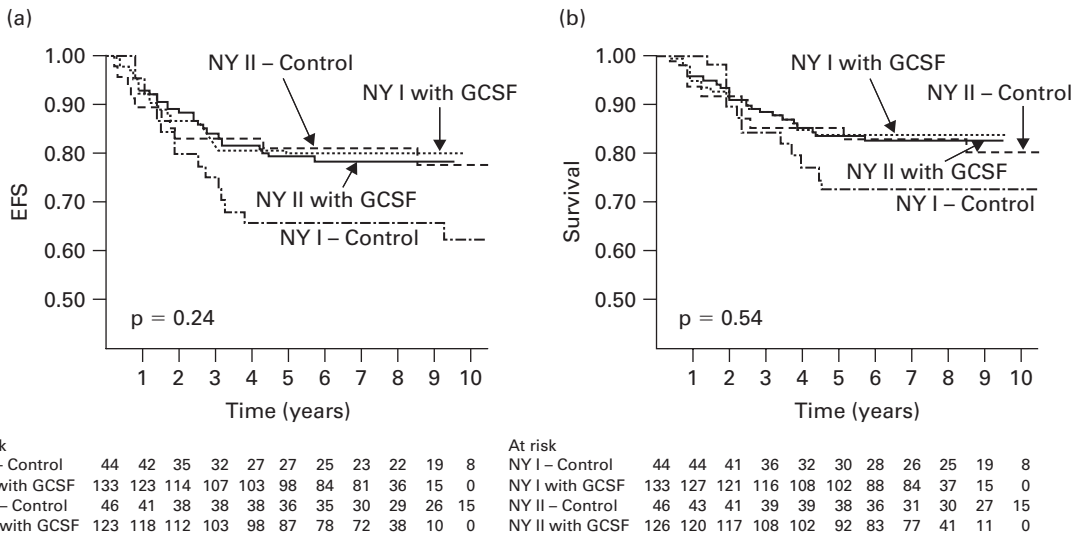 (a)
EFS
1.00
0.90
0.80
0.70
0.60
0.50
NY II – Control
NY I with GCSF
NY II with GCSF
NY I – Control
p = 0.24
1 2 3 4 5 6 7 8 9 10
Time (years)
k
– Control 44 42 35 32 27 27 25 23 22 19 8
with GCSF 133 123 114 107 103 98 84 81 36 15 0
– Control 46 41 38 38 38 36 35 30 29 26 15
with GCSF 123 118 112 103 98 87 78 72 38 10 0
(b)
Survival
1.00
0.90
0.80
0.70
0.60
0.50
NY I with GCSF
NY II – Control
NY II with GCSF
NY I – Control
p = 0.54
1 2 3 4 5 6 7 8 9 10
Time (years)
At risk
NY I – Control 44 44 41 36 32 30 28 26 25 19 8
NY I with GCSF 133 127 121 116 108 102 88 84 37 15 0
NY II – Control 46 43 41 39 39 38 36 31 30 27 15
NY II with GCSF 126 120 117 108 102 92 83 77 41 11 0